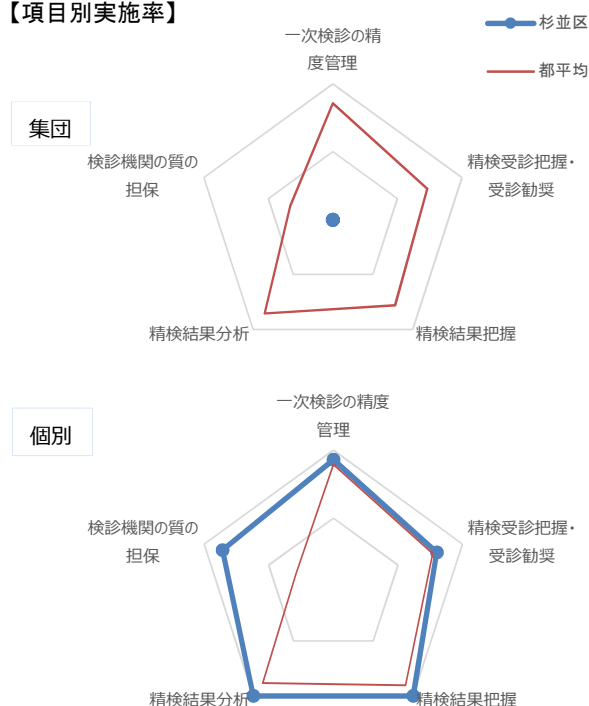 【項目別実施率】
杉並区
都平均
集団
一次検診の精
度管理
精検受診把握・
受診勧奨
精検結果把握
精検結果分析
検診機関の質の
担保
個別
一次検診の精度
管理
精検受診把握・
受診勧奨
精検結果把握
精検結果分析
検診機関の質の
担保